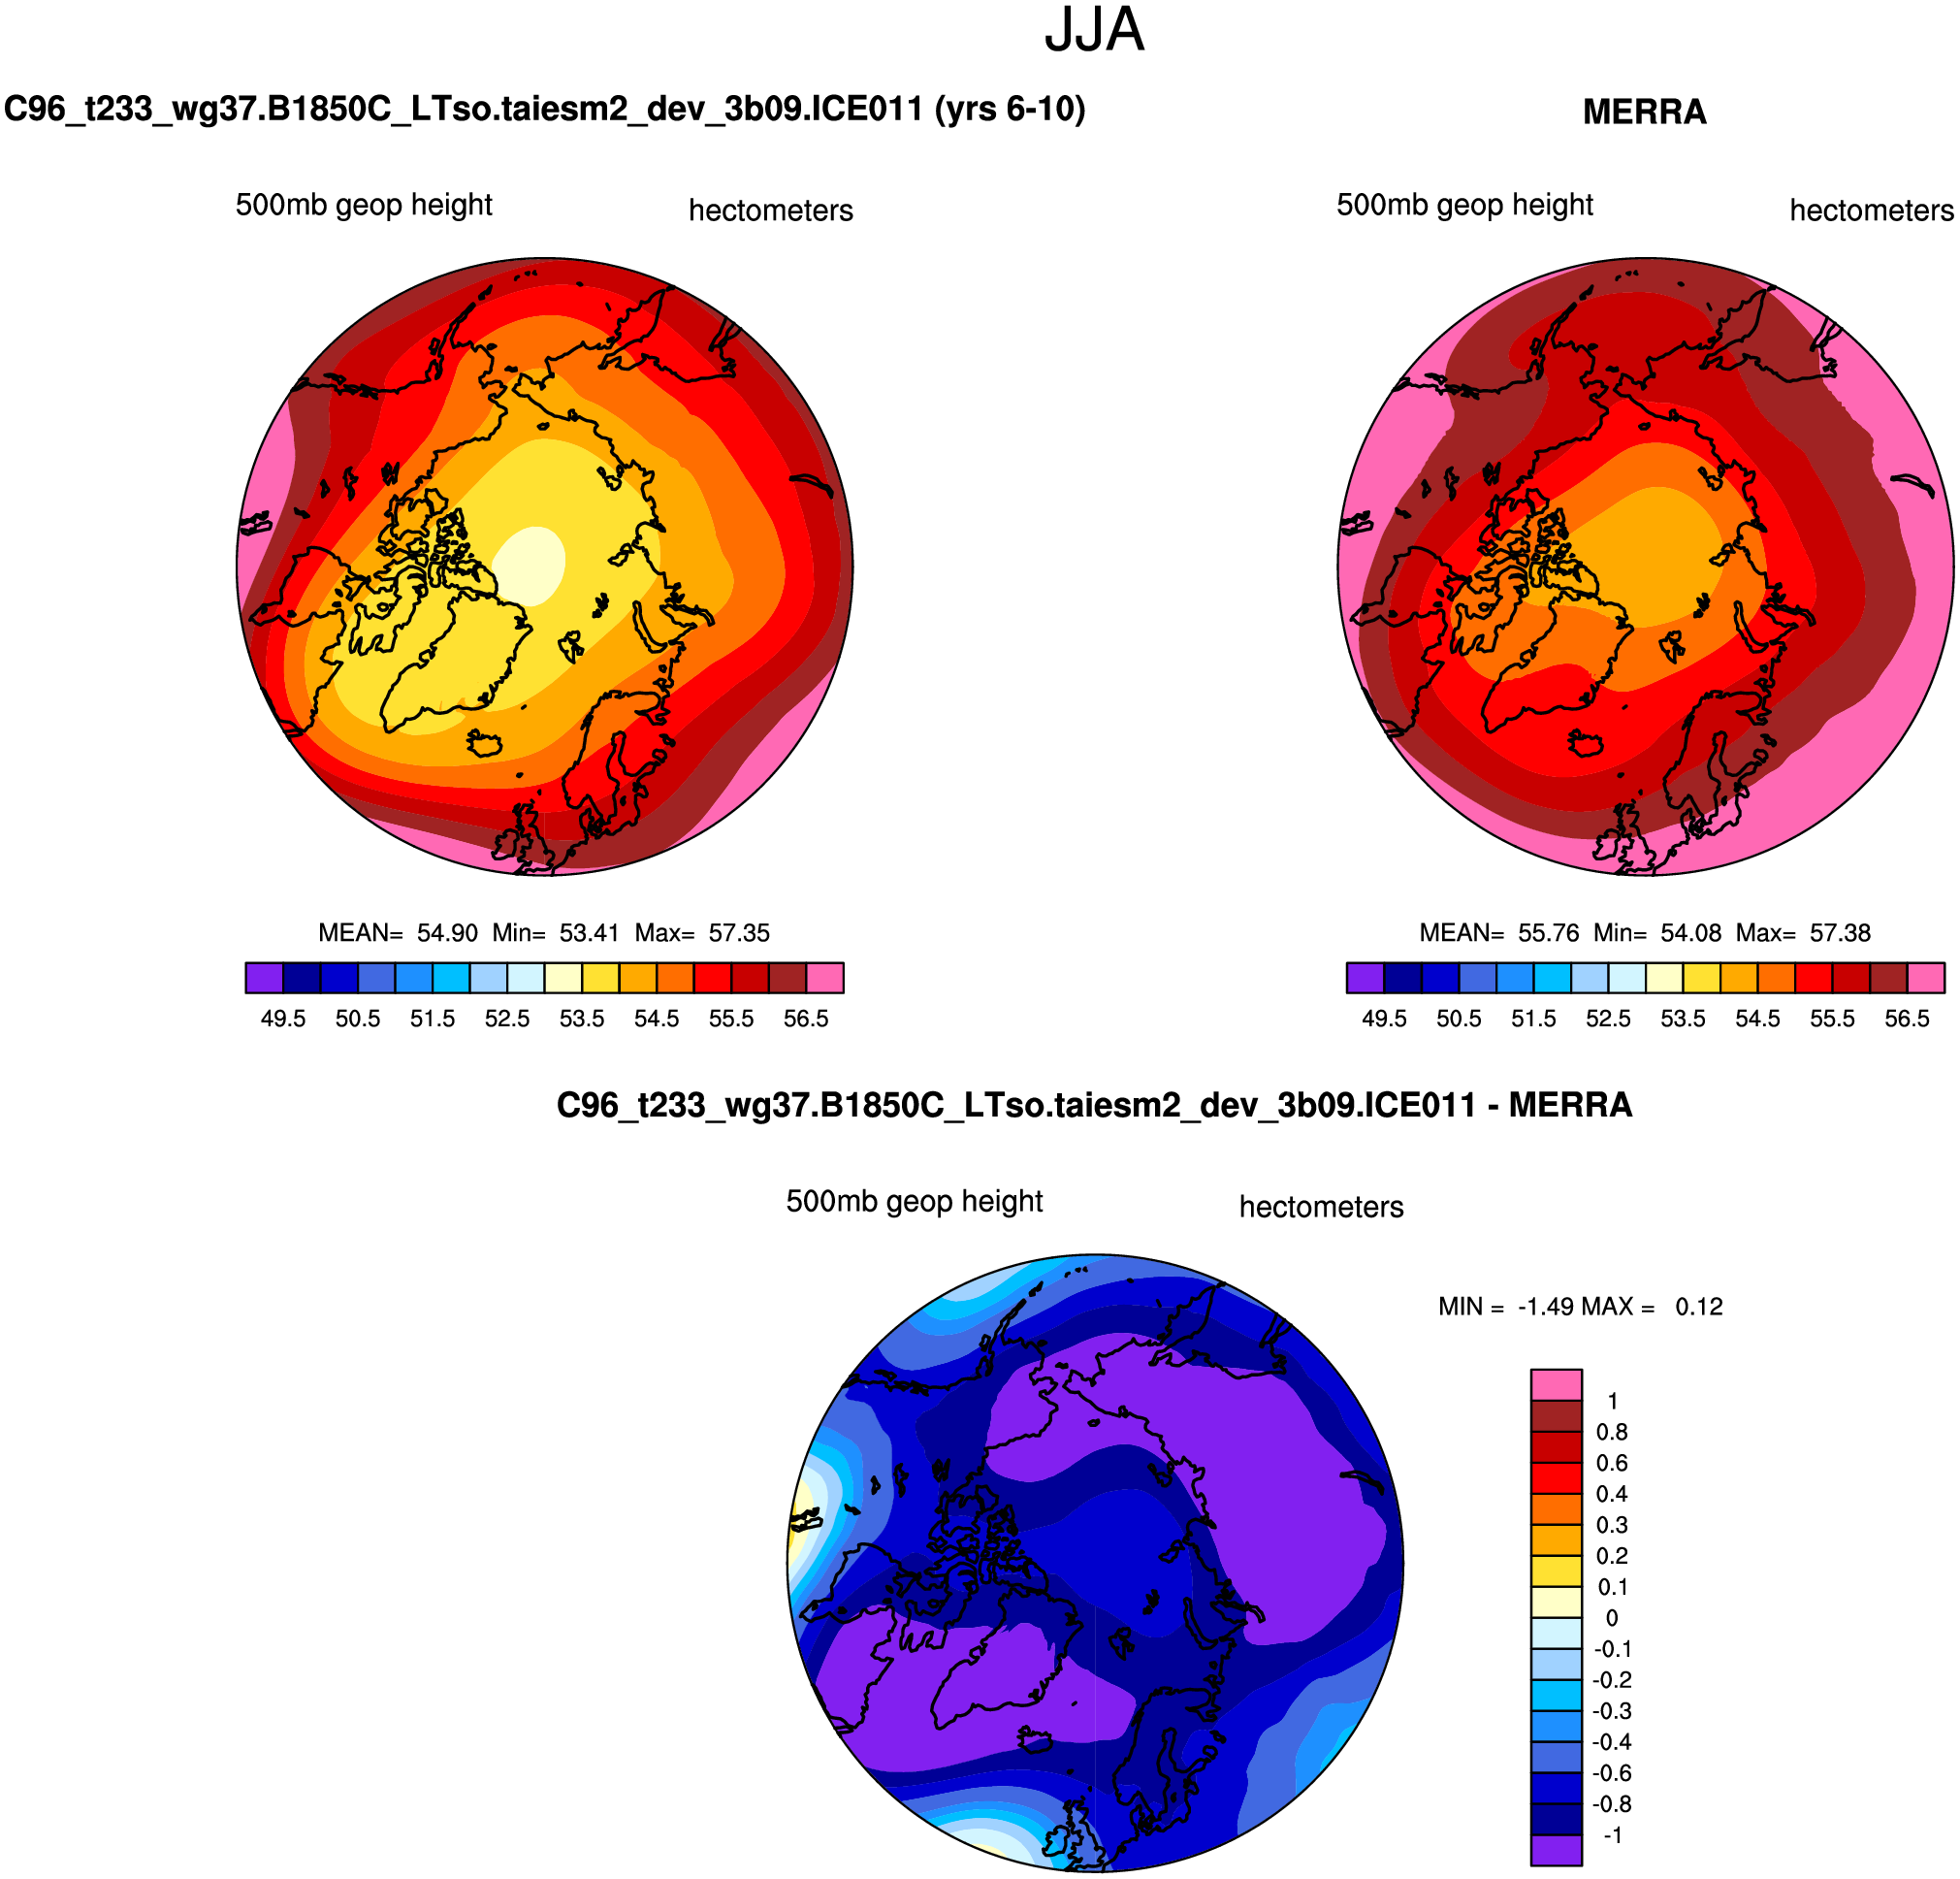 JJA
C96_t233_wg37.B1850C_LTso.taiesm2_dev_3b09.ICE011 (yrs 6-10)
MERRA
500mb geop height hectometers
500mb geop height hectometers
MEAN= 54.90 Min= 53.41 Max= 57.35
MEAN= 55.76 Min= 54.08 Max= 57.38
49.5 50.5 51.5 52.5 53.5 54.5 55.5 56.5
49.5 50.5 51.5 52.5 53.5 54.5 55.5 56.5
C96_t233_wg37.B1850C_LTso.taiesm2_dev_3b09.ICE011 - MERRA
500mb geop height hectometers
MIN = -1.49 MAX = 0.12
1
0.8
0.6
0.4
0.3
0.2
0.1
0
-0.1
-0.2
-0.3
-0.4
-0.6
-0.8
-1